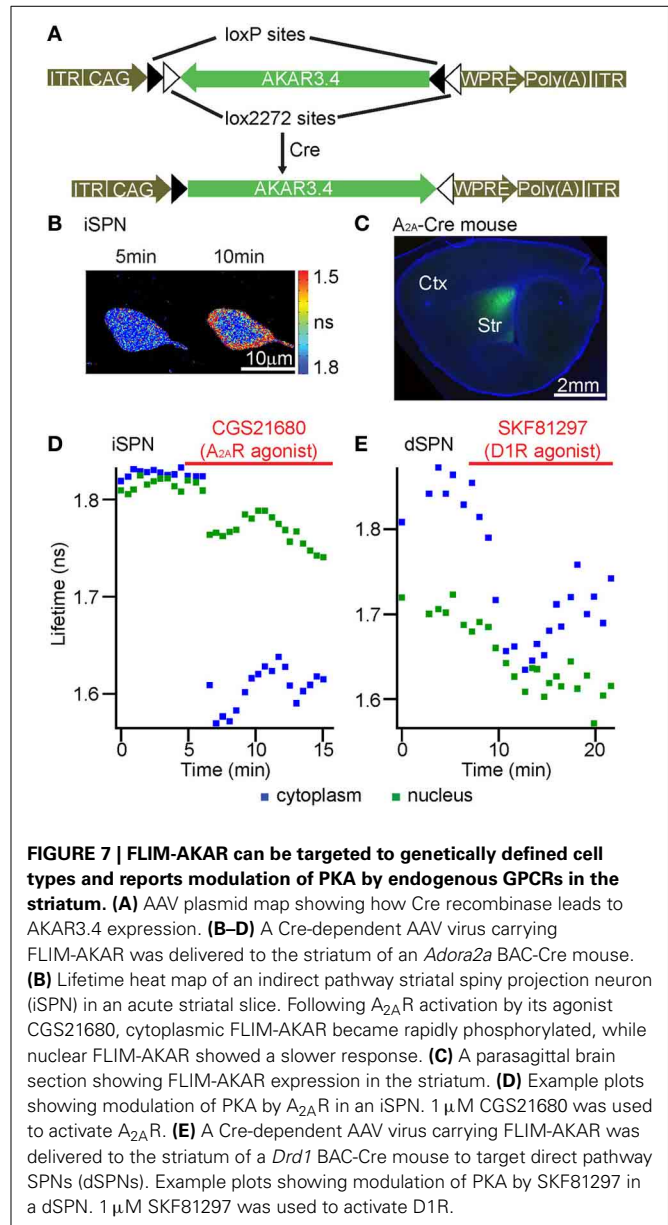 A
loxP sites
ITR CAG AKAR3.4 WPRE Poly(A) ITR
lox2272 sites
Cre
ITR CAG AKAR3.4 WPRE Poly(A) ITR
B iSPN
5min 10min
1.5
ns
1.8
10μm
C A2A-Cre mouse
Ctx
Str
2mm
D iSPN
CGS21680
(A2AR agonist)
Lifetime (ns)
1.8
1.7
1.6
0 5 10 15
Time (min)
E dSPN
SKF81297
(D1R agonist)
1.8
1.7
1.6
0 10 20
Time (min)
cytoplasm nucleus
FIGURE 7 | FLIM-AKAR can be targeted to genetically defined cell
types and reports modulation of PKA by endogenous GPCRs in the
striatum. (A) AAV plasmid map showing how Cre recombinase leads to
AKAR3.4 expression. (B–D) A Cre-dependent AAV virus carrying
FLIM-AKAR was delivered to the striatum of an Adora2a BAC-Cre mouse.
(B) Lifetime heat map of an indirect pathway striatal spiny projection neuron
(iSPN) in an acute striatal slice. Following A2AR activation by its agonist
CGS21680, cytoplasmic FLIM-AKAR became rapidly phosphorylated, while
nuclear FLIM-AKAR showed a slower response. (C) A parasagittal brain
section showing FLIM-AKAR expression in the striatum. (D) Example plots
showing modulation of PKA by A2AR in an iSPN. 1 μM CGS21680 was used
to activate A2AR. (E) A Cre-dependent AAV virus carrying FLIM-AKAR was
delivered to the striatum of a Drd1 BAC-Cre mouse to target direct pathway
SPNs (dSPNs). Example plots showing modulation of PKA by SKF81297 in
a dSPN. 1 μM SKF81297 was used to activate D1R.